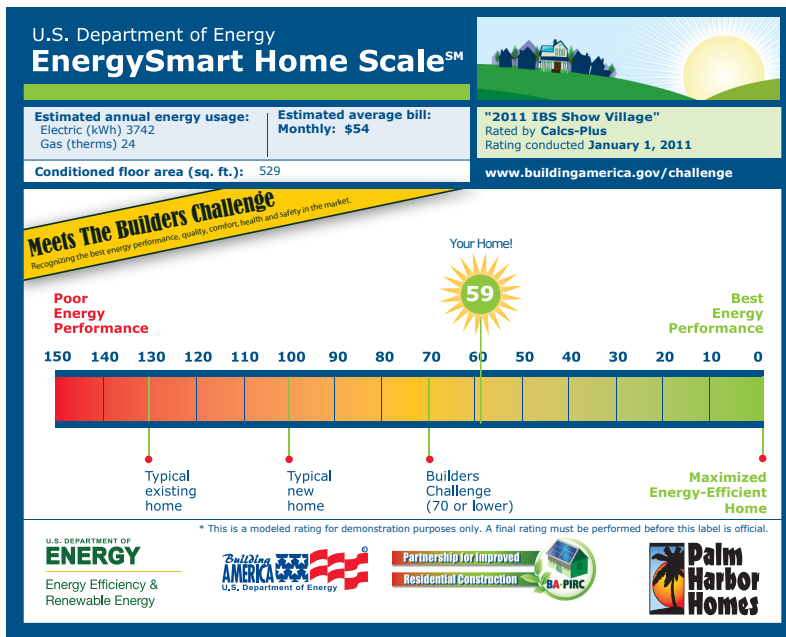 U.S. Department of Energy
EnergySmart Home Scale℠
Estimated annual energy usage:
Electric (kWh) 3742
Gas (therms) 24
Estimated average bill:
Monthly: $54
Conditioned floor area (sq. ft.): 529
"2011 IBS Show Village"
Rated by Calcs-Plus
Rating conducted January 1, 2011
www.buildingamerica.gov/challenge
Meets The Builders Challenge
Recognizing the best energy performance, quality, comfort, health and safety in the market.
Your Home!
59
Poor
Energy
Performance
Best
Energy
Performance
150 140 130 120 110 100 90 80 70 60 50 40 30 20 10 0
Typical
existing
home
Typical
new
home
Builders
Challenge
(70 or lower)
Maximized
Energy-Efficient
Home
* This is a modeled rating for demonstration purposes only. A final rating must be performed before this label is official.
U.S. DEPARTMENT OF
ENERGY
Energy Efficiency &
Renewable Energy
Building
AMERICA
U.S. Department of Energy
®
Partnership for Improved
Residential Construction
BA-PIRC
Palm
Harbor
Homes